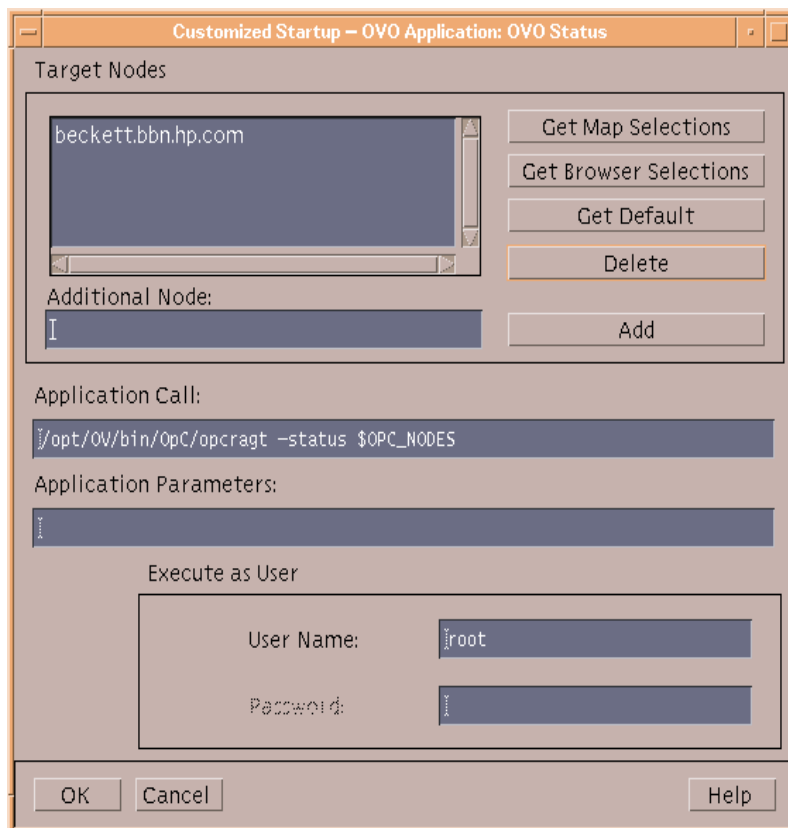 Customized Startup – OVO Application: OVO Status
Target Nodes
beckett.bbn.hp.com
Get Map Selections
Get Browser Selections
Get Default
Delete
Additional Node:
Add
Application Call:
/opt/OV/bin/OpC/opcragt –status $OPC_NODES
Application Parameters:
Execute as User
User Name:
root
Password:
OK
Cancel
Help